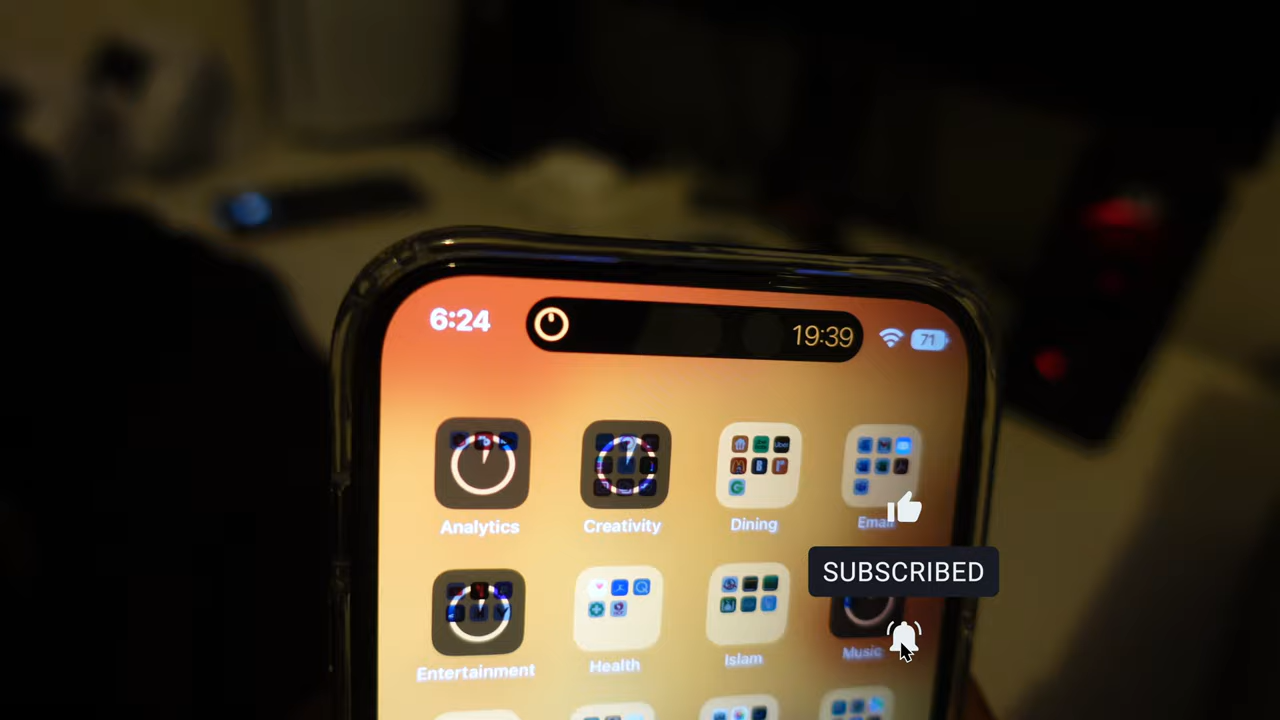 6:24
19:39
71
Analytics
Creativity
Dining
Email
SUBSCRIBED
Entertainment
Health
Islam
Music